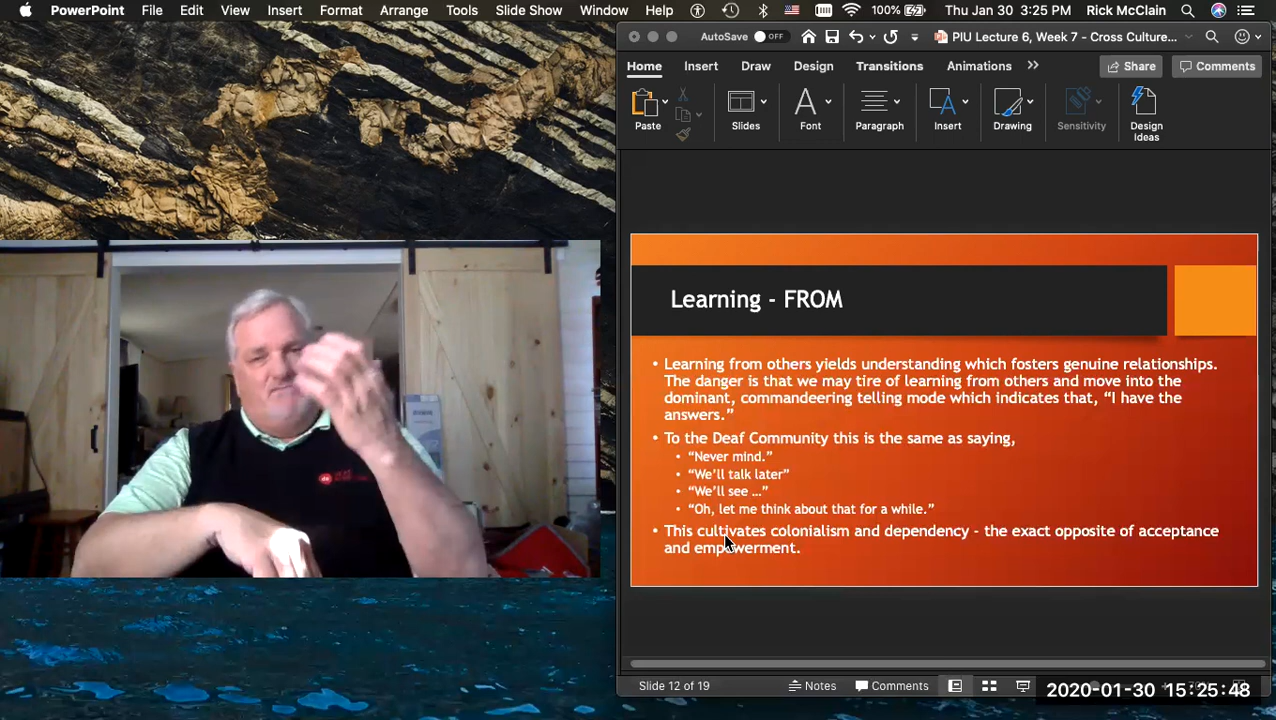 PowerPoint File Edit View Insert Format Arrange Tools Slide Show Window Help 100% Thu Jan 30 3:25 PM Rick McClain
AutoSave OFF PIU Lecture 6, Week 7 - Cross Culture...
Home Insert Draw Design Transitions Animations Share Comments
Paste Slides Font Paragraph Insert Drawing Sensitivity Design
Ideas
Learning - FROM
• Learning from others yields understanding which fosters genuine relationships.
The danger is that we may tire of learning from others and move into the
dominant, commandeering telling mode which indicates that, “I have the
answers.”
• To the Deaf Community this is the same as saying,
• “Never mind.”
• “We’ll talk later”
• “We’ll see …”
• “Oh, let me think about that for a while.”
• This cultivates colonialism and dependency - the exact opposite of acceptance
and empowerment.
Slide 12 of 19 Notes Comments
2020-01-30 15:25:48